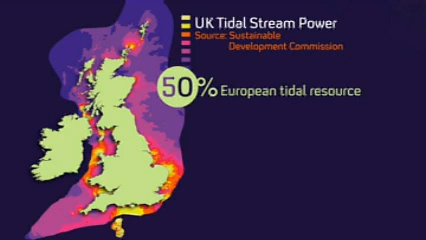 UK Tidal Stream Power
Source: Sustainable
Development Commission
50% European tidal resource